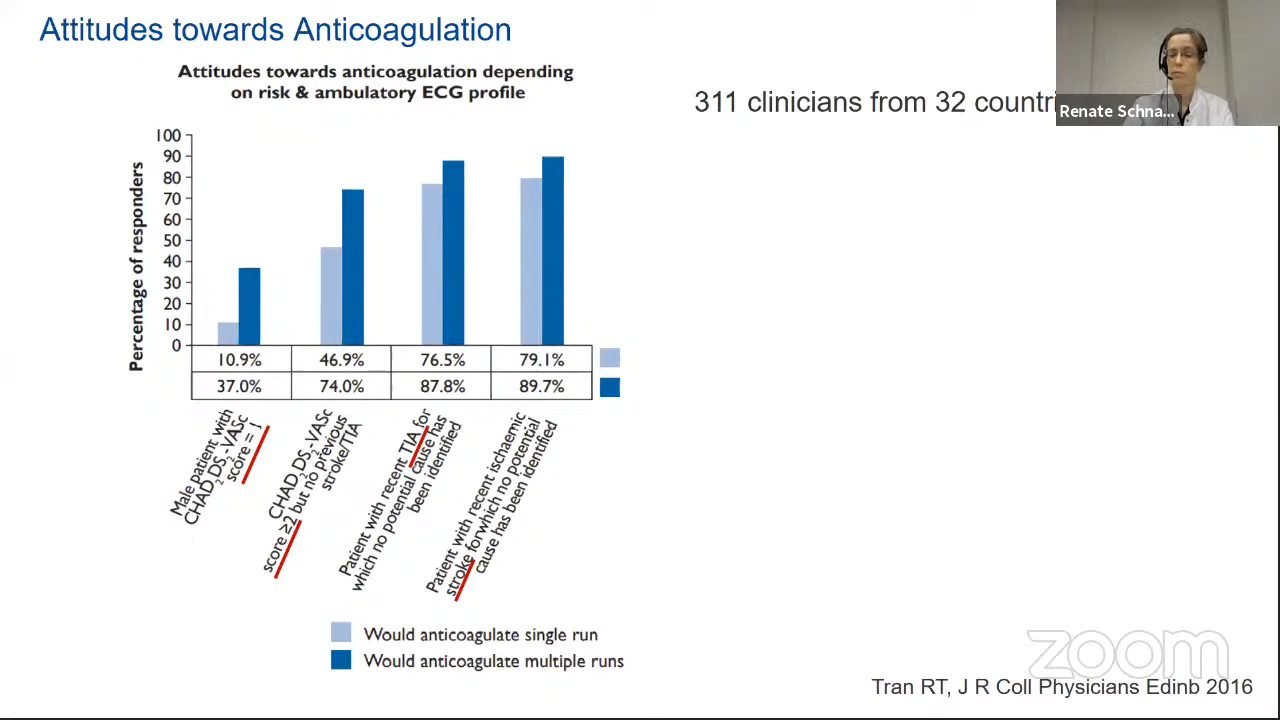 Attitudes towards Anticoagulation
Attitudes towards anticoagulation depending
on risk & ambulatory ECG profile
311 clinicians from 32 countri
Renate Schna...
Percentage of responders
100
90
80
70
60
50
40
30
20
10
0
10.9% 46.9% 76.5% 79.1%
37.0% 74.0% 87.8% 89.7%
Male patient with
CHAD2DS2-VASc
score = 1
CHAD2DS2-VASc
score ≥2 but no previous
stroke/TIA
Patient with recent TIA for
which no potential cause has
been identified
Patient with recent ischaemic
stroke forwhich no potential
cause has been identified
Would anticoagulate single run
Would anticoagulate multiple runs
zoom
Tran RT, J R Coll Physicians Edinb 2016